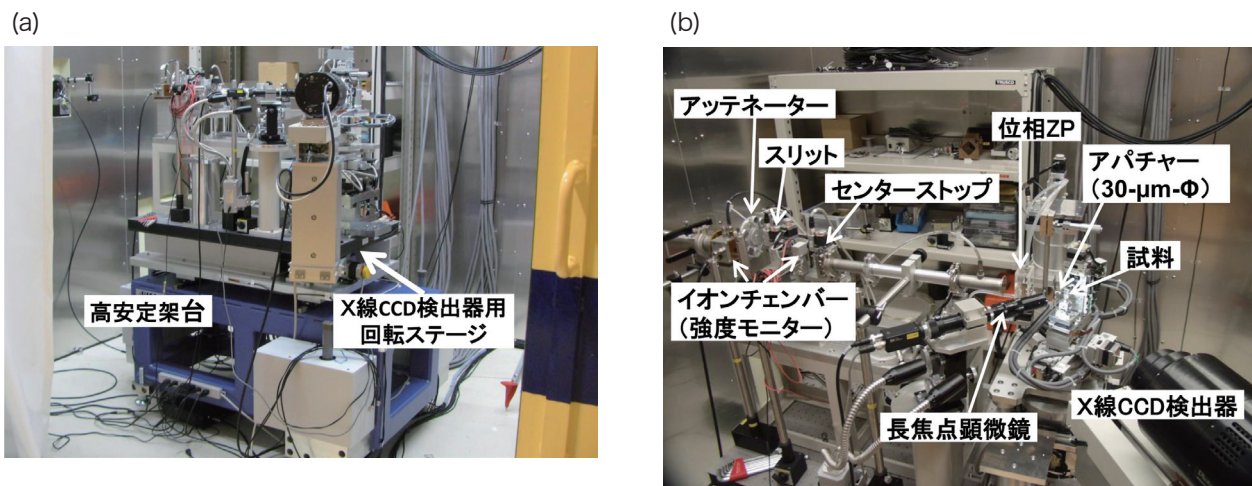 (a)
(b)
高安定架台
X線CCD検出器用
回転ステージ
TRUSCO
アッテネーター
スリット
センターストップ
位相ZP
アパチャー
（30-µm-Φ）
試料
イオンチェンバー
（強度モニター）
長焦点顕微鏡
X線CCD検出器